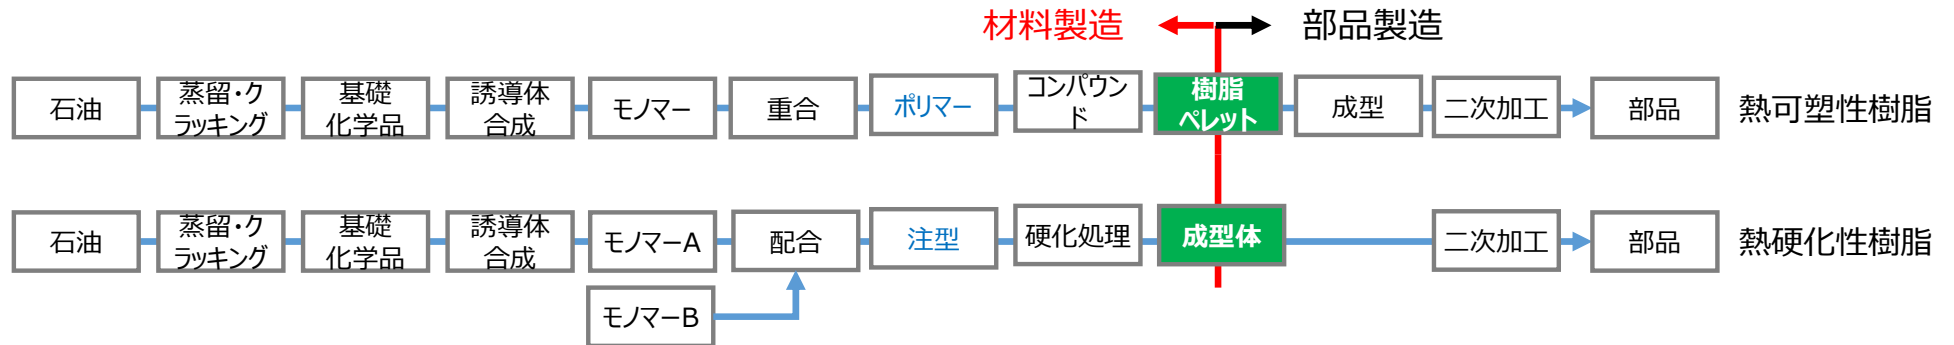 材料製造
部品製造
石油
蒸留・ク
ラッキング
基礎
化学品
誘導体
合成
モノマー
重合
ポリマー
コンパウン
ド
樹脂
ペレット
成型
二次加工
部品
熱可塑性樹脂
石油
蒸留・ク
ラッキング
基礎
化学品
誘導体
合成
モノマーA
配合
注型
硬化処理
成型体
二次加工
部品
熱硬化性樹脂
モノマーB